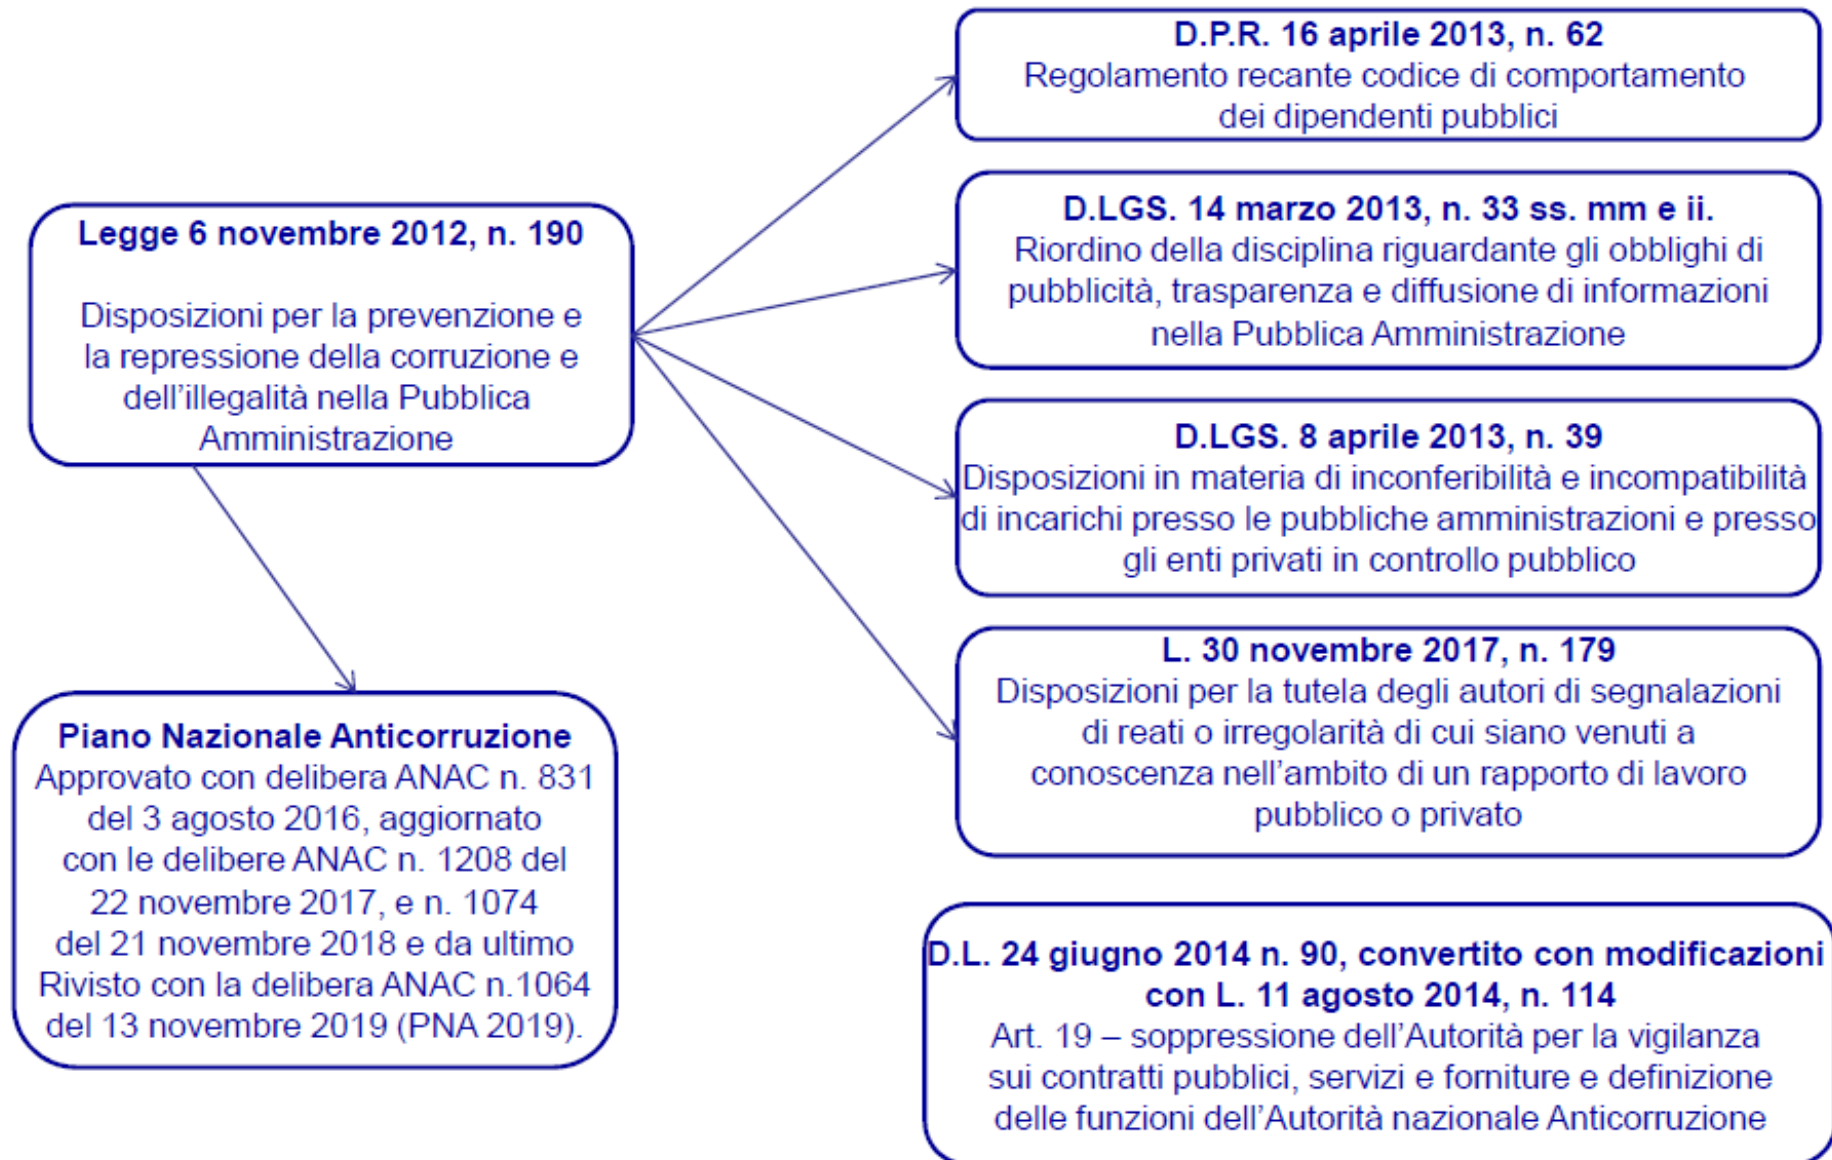 Legge 6 novembre 2012, n. 190
Disposizioni per la prevenzione e
la repressione della corruzione e
dell'illegalità nella Pubblica
Amministrazione
Piano Nazionale Anticorruzione
Approvato con delibera ANAC n. 831
del 3 agosto 2016, aggiornato
con le delibere ANAC n. 1208 del
22 novembre 2017, e n. 1074
del 21 novembre 2018 e da ultimo
Rivisto con la delibera ANAC n.1064
del 13 novembre 2019 (PNA 2019).
D.P.R. 16 aprile 2013, n. 62
Regolamento recante codice di comportamento
dei dipendenti pubblici
D.LGS. 14 marzo 2013, n. 33 ss. mm e ii.
Riordino della disciplina riguardante gli obblighi di
pubblicità, trasparenza e diffusione di informazioni
nella Pubblica Amministrazione
D.LGS. 8 aprile 2013, n. 39
Disposizioni in materia di inconferibilità e incompatibilità
di incarichi presso le pubbliche amministrazioni e presso
gli enti privati in controllo pubblico
L. 30 novembre 2017, n. 179
Disposizioni per la tutela degli autori di segnalazioni
di reati o irregolarità di cui siano venuti a
conoscenza nell'ambito di un rapporto di lavoro
pubblico o privato
D.L. 24 giugno 2014 n. 90, convertito con modificazioni
con L. 11 agosto 2014, n. 114
Art. 19 – soppressione dell'Autorità per la vigilanza
sui contratti pubblici, servizi e forniture e definizione
delle funzioni dell'Autorità nazionale Anticorruzione